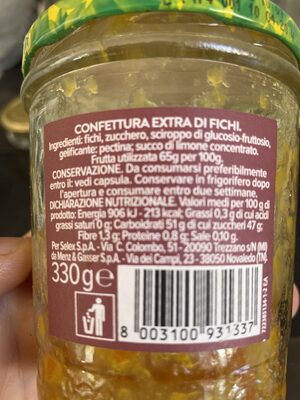 CONFETTURA EXTRA DI FICHI.
Ingredienti: fichi, zucchero, sciroppo di glucosio-fruttosio,
gelificante: pectina; succo di limone concentrato.
Frutta utilizzata 65g per 100g.
CONSERVAZIONE. Da consumarsi preferibilmente
entro il: vedi capsula. Conservare in frigorifero dopo
l'apertura e consumare entro due settimane.
DICHIARAZIONE NUTRIZIONALE. Valori medi per 100 g di
prodotto: Energia 906 kJ - 213 kcal; Grassi 0,3 g di cui acidi
grassi saturi 0 g; Carboidrati 51 g di cui zuccheri 47 g;
Fibre 1,3 g; Proteine 0,8 g; Sale 0,10 g.
Per Selex S.p.A. - Via C. Colombo, 51 - 20090 Trezzano s/N (MI)
da Menz & Gasser S.p.A. - Via dei Campi, 23 - 38050 Novaledo (TN).
330 g e
8 003100 931337